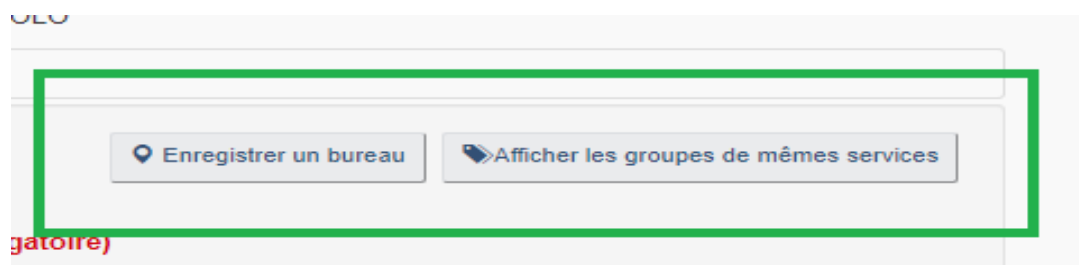 Enregistrer un bureau
Afficher les groupes de mêmes services
gatoire)